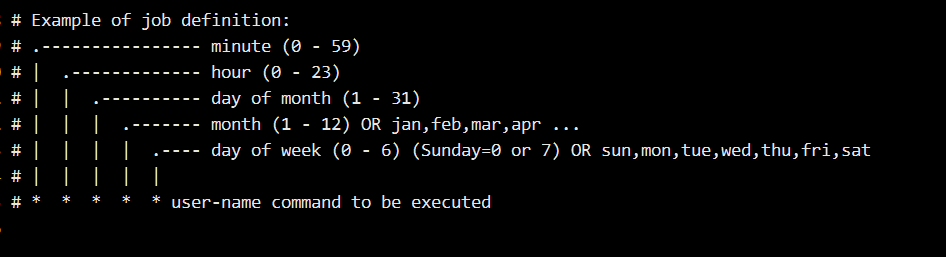 # Example of job definition:
# .---------------- minute (0 - 59)
# |  .------------- hour (0 - 23)
# |  |  .---------- day of month (1 - 31)
# |  |  |  .------- month (1 - 12) OR jan,feb,mar,apr ...
# |  |  |  |  .---- day of week (0 - 6) (Sunday=0 or 7) OR sun,mon,tue,wed,thu,fri,sat
# |  |  |  |  |
# *  *  *  *  * user-name command to be executed